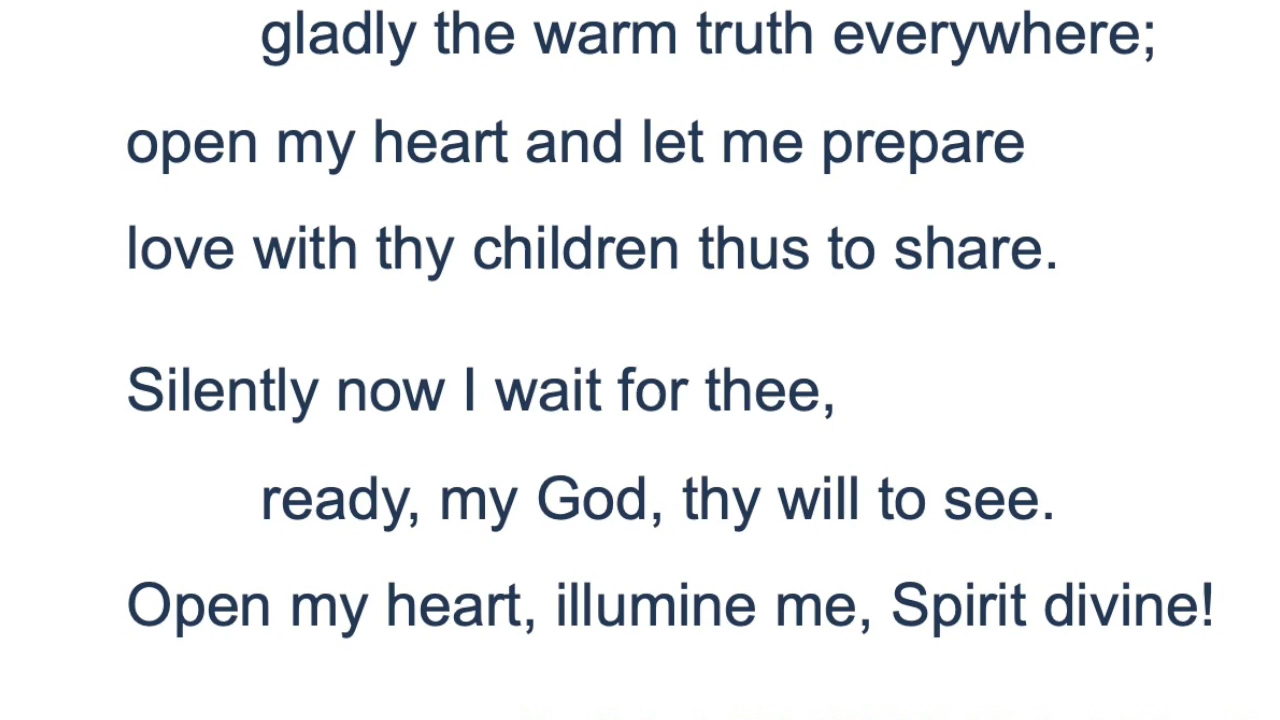 gladly the warm truth everywhere;
open my heart and let me prepare
love with thy children thus to share.
Silently now I wait for thee,
ready, my God, thy will to see.
Open my heart, illumine me, Spirit divine!